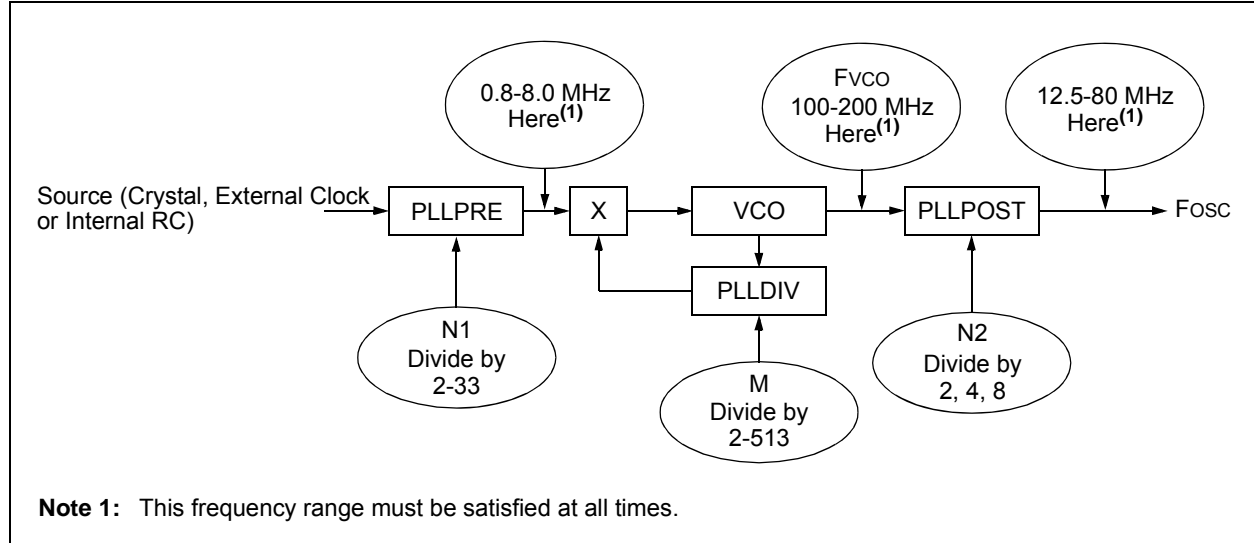 0.8-8.0 MHz
Here(1)
FVCO
100-200 MHz
Here(1)
12.5-80 MHz
Here(1)
Source (Crystal, External Clock
or Internal RC)
PLLPRE
X
VCO
PLLPOST
FOSC
PLLDIV
N1
Divide by
2-33
M
Divide by
2-513
N2
Divide by
2, 4, 8
Note 1: This frequency range must be satisfied at all times.